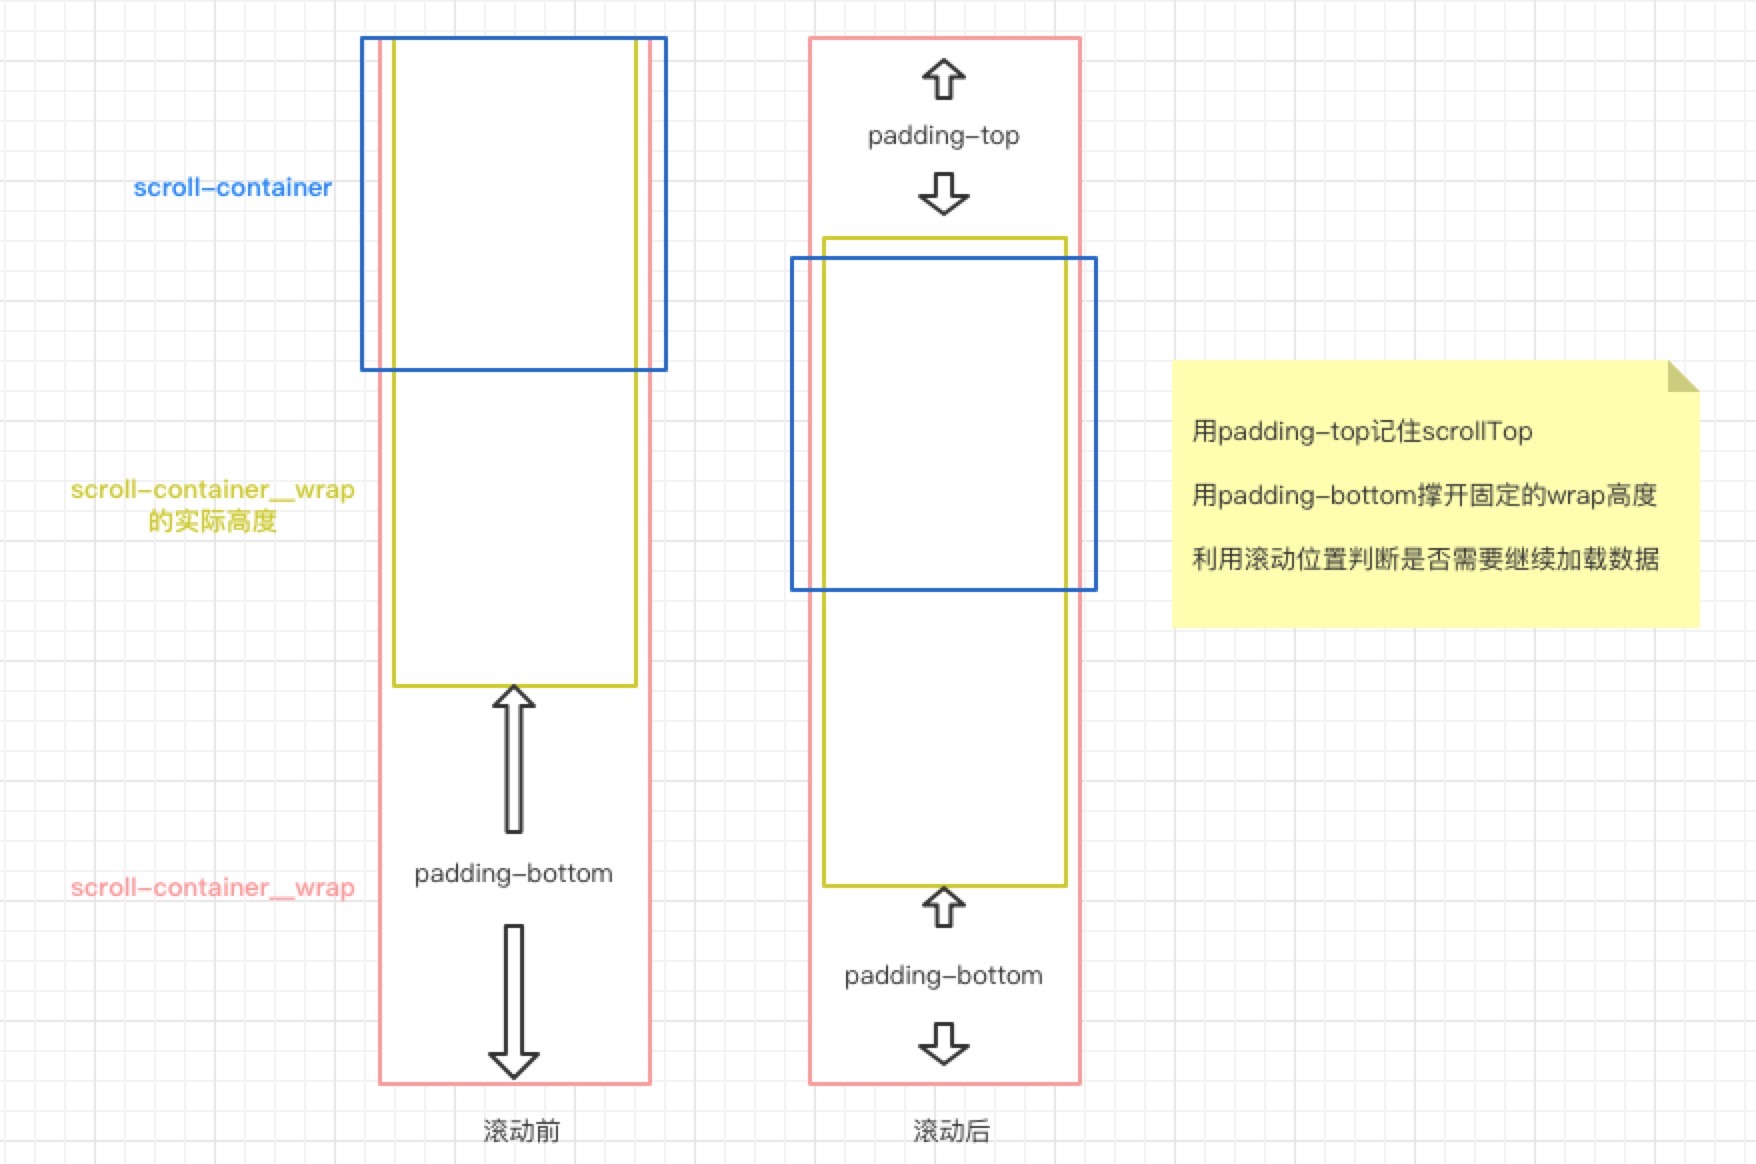 scroll-container
scroll-container__wrap
的实际高度
scroll-container__wrap
padding-bottom
滚动前
padding-top
padding-bottom
滚动后
用padding-top记住scrollTop
用padding-bottom撑开固定的wrap高度
利用滚动位置判断是否需要继续加载数据